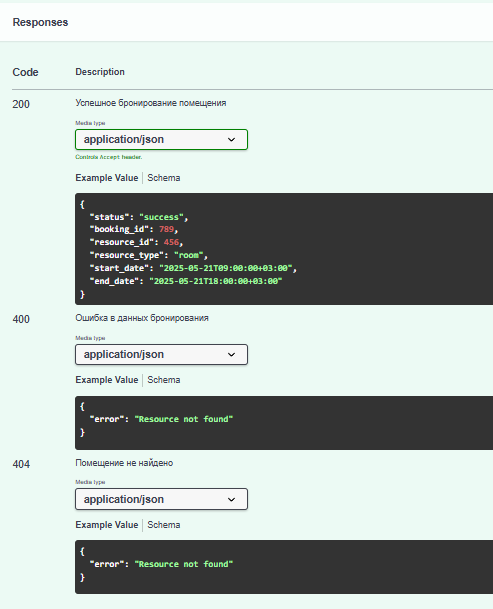 Responses
Code Description
200 Успешное бронирование помещения
Media type
application/json
Controls Accept header.
Example Value Schema
{
"status": "success",
"booking_id": 789,
"resource_id": 456,
"resource_type": "room",
"start_date": "2025-05-21T09:00:00+03:00",
"end_date": "2025-05-21T18:00:00+03:00"
}
400 Ошибка в данных бронирования
Media type
application/json
Example Value Schema
{
"error": "Resource not found"
}
404 Помещение не найдено
Media type
application/json
Example Value Schema
{
"error": "Resource not found"
}